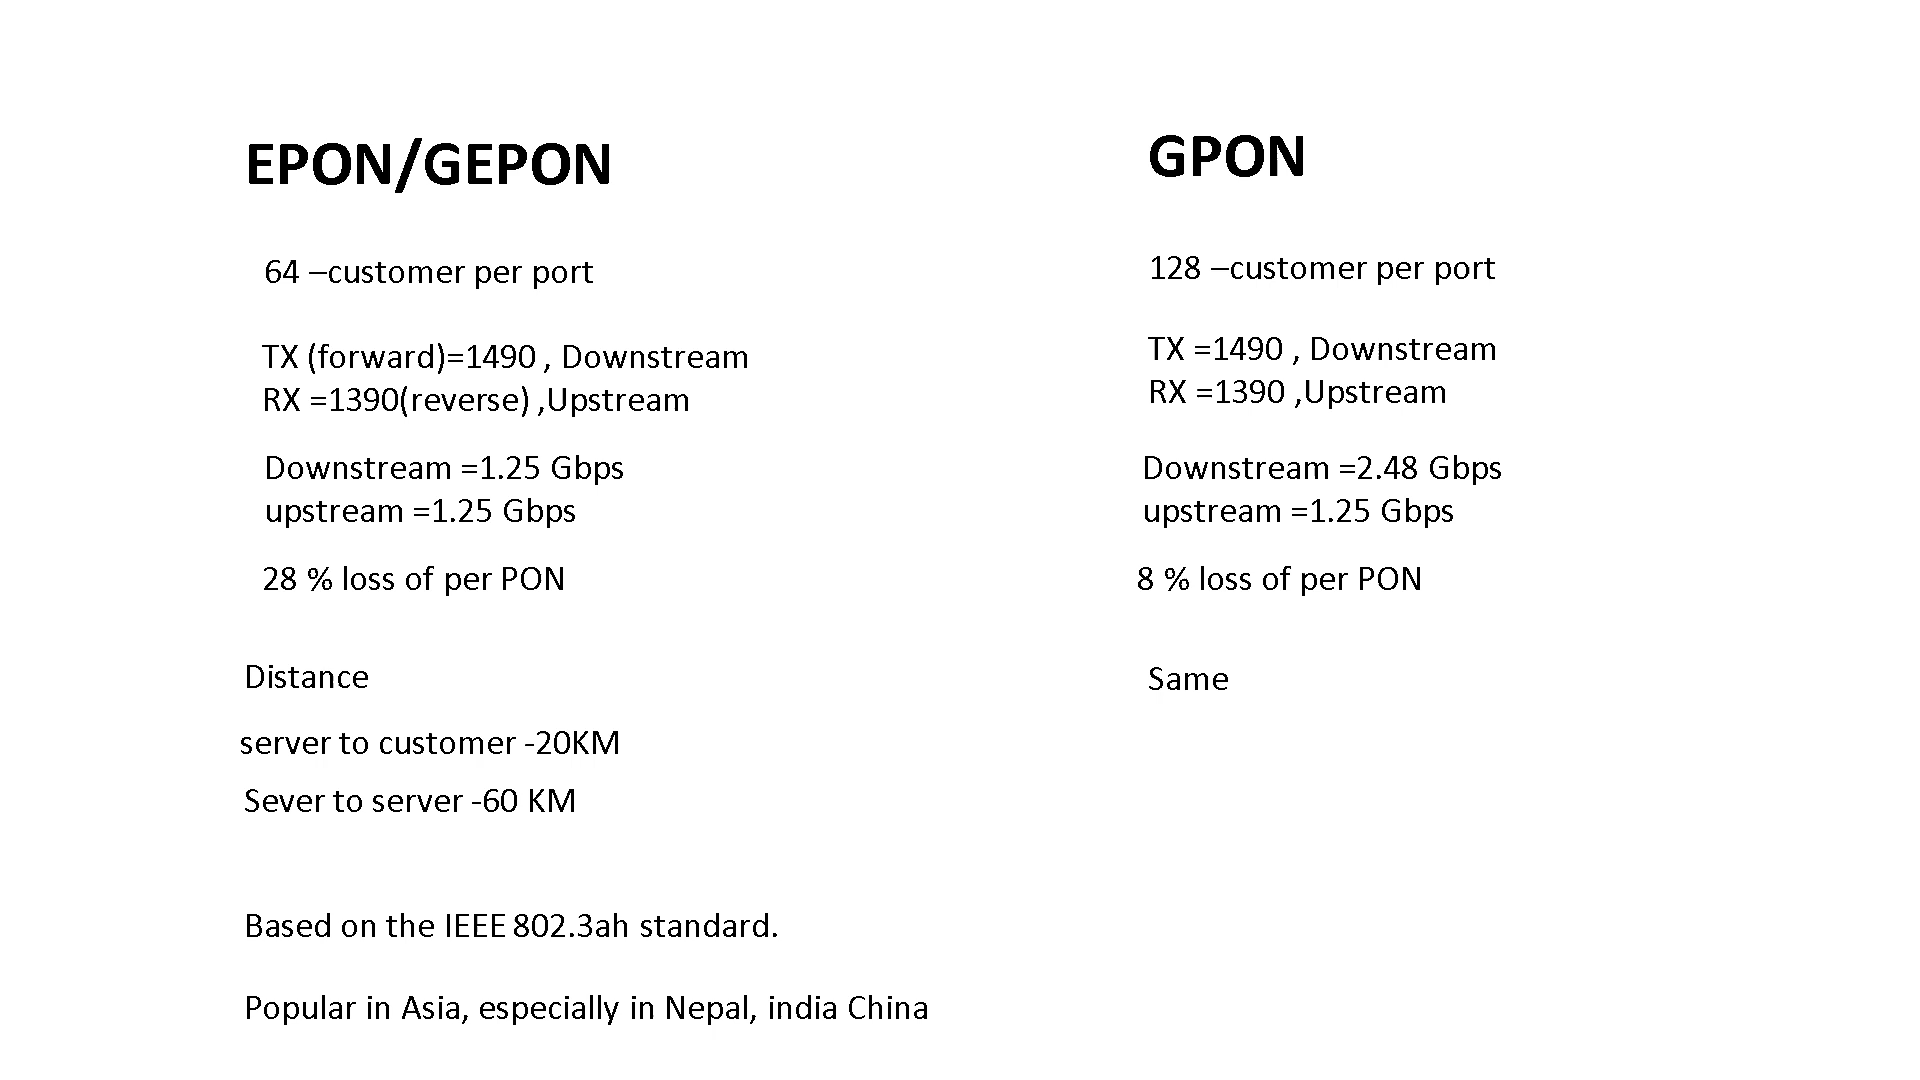 EPON/GEPON
64 –customer per port
TX (forward)=1490 , Downstream
RX =1390(reverse) ,Upstream
Downstream =1.25 Gbps
upstream =1.25 Gbps
28 % loss of per PON
Distance
server to customer -20KM
Sever to server -60 KM
Based on the IEEE 802.3ah standard.
Popular in Asia, especially in Nepal, india China
GPON
128 –customer per port
TX =1490 , Downstream
RX =1390 ,Upstream
Downstream =2.48 Gbps
upstream =1.25 Gbps
8 % loss of per PON
Same